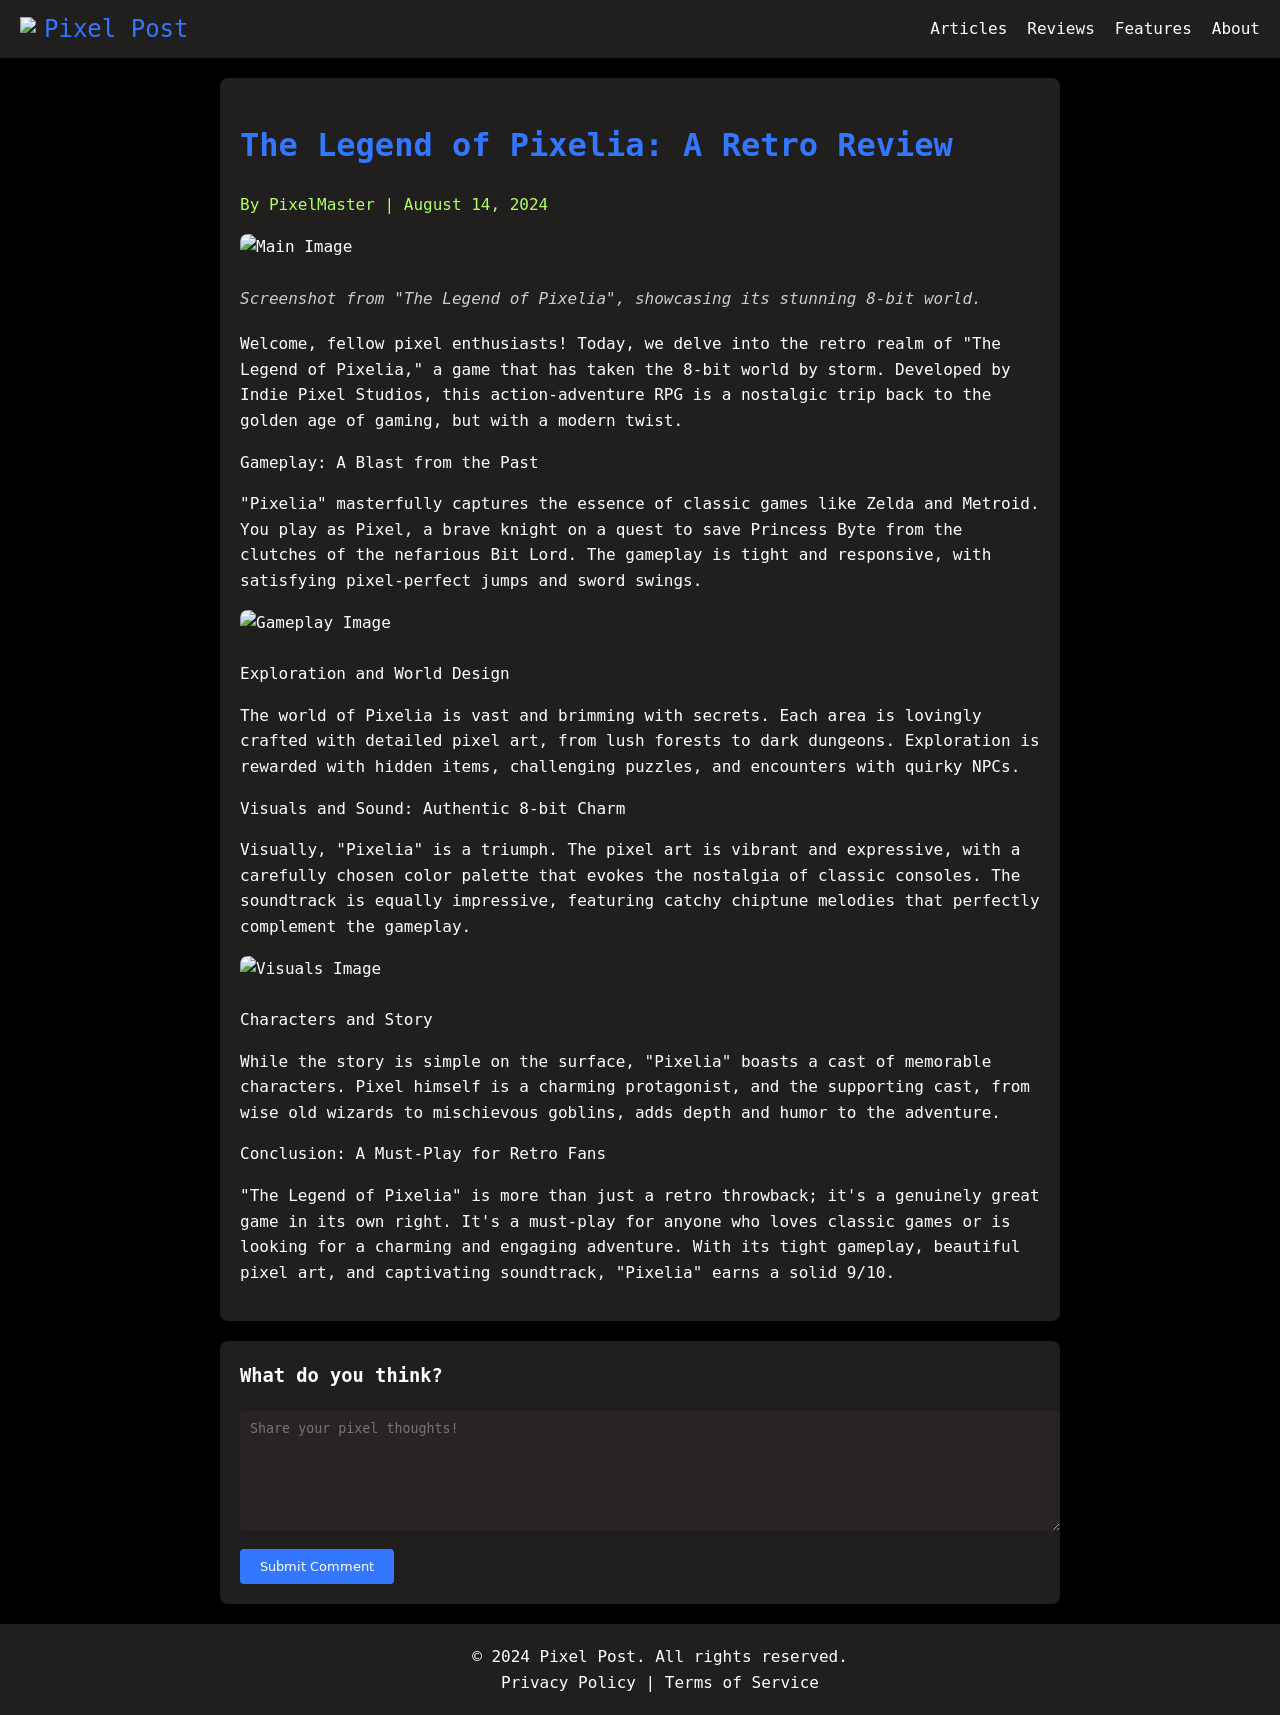 Pixel Post
Articles Reviews Features About
The Legend of Pixelia: A Retro Review
By PixelMaster | August 14, 2024
Main Image
Screenshot from "The Legend of Pixelia", showcasing its stunning 8-bit world.
Welcome, fellow pixel enthusiasts! Today, we delve into the retro realm of "The
Legend of Pixelia," a game that has taken the 8-bit world by storm. Developed by
Indie Pixel Studios, this action-adventure RPG is a nostalgic trip back to the
golden age of gaming, but with a modern twist.
Gameplay: A Blast from the Past
"Pixelia" masterfully captures the essence of classic games like Zelda and Metroid.
You play as Pixel, a brave knight on a quest to save Princess Byte from the
clutches of the nefarious Bit Lord. The gameplay is tight and responsive, with
satisfying pixel-perfect jumps and sword swings.
Gameplay Image
Exploration and World Design
The world of Pixelia is vast and brimming with secrets. Each area is lovingly
crafted with detailed pixel art, from lush forests to dark dungeons. Exploration is
rewarded with hidden items, challenging puzzles, and encounters with quirky NPCs.
Visuals and Sound: Authentic 8-bit Charm
Visually, "Pixelia" is a triumph. The pixel art is vibrant and expressive, with a
carefully chosen color palette that evokes the nostalgia of classic consoles. The
soundtrack is equally impressive, featuring catchy chiptune melodies that perfectly
complement the gameplay.
Visuals Image
Characters and Story
While the story is simple on the surface, "Pixelia" boasts a cast of memorable
characters. Pixel himself is a charming protagonist, and the supporting cast, from
wise old wizards to mischievous goblins, adds depth and humor to the adventure.
Conclusion: A Must-Play for Retro Fans
"The Legend of Pixelia" is more than just a retro throwback; it's a genuinely great
game in its own right. It's a must-play for anyone who loves classic games or is
looking for a charming and engaging adventure. With its tight gameplay, beautiful
pixel art, and captivating soundtrack, "Pixelia" earns a solid 9/10.
What do you think?
Share your pixel thoughts!
Submit Comment
© 2024 Pixel Post. All rights reserved.
Privacy Policy | Terms of Service